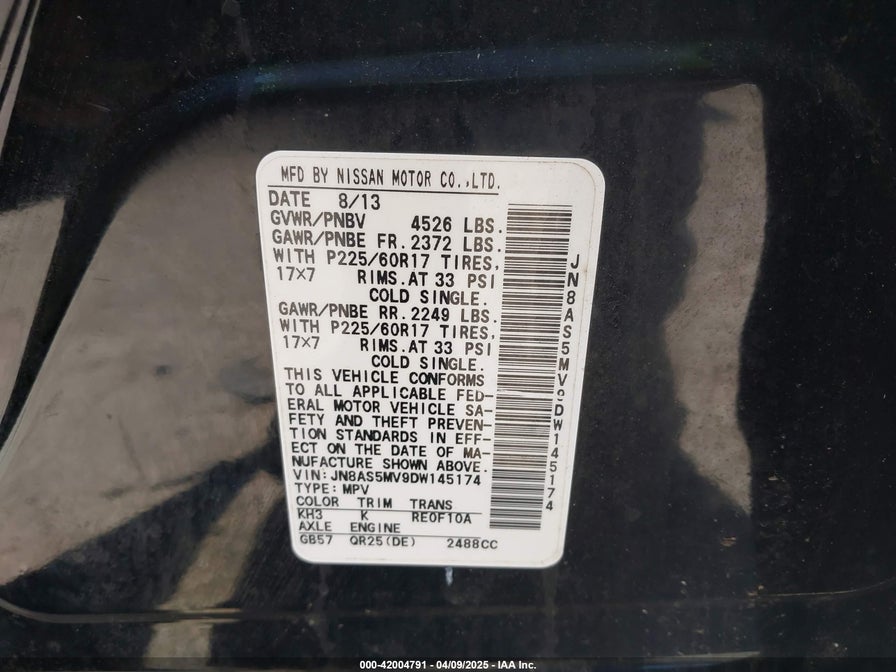 MFD BY NISSAN MOTOR CO.,LTD.
DATE 8/13
GVWR/PNBV 4526 LBS.
GAWR/PNBE FR. 2372 LBS.
WITH P225/60R17 TIRES,
17×7 RIMS. AT 33 PSI
COLD SINGLE.
GAWR/PNBE RR. 2249 LBS.
WITH P225/60R17 TIRES,
17×7 RIMS. AT 33 PSI
COLD SINGLE.
THIS VEHICLE CONFORMS
TO ALL APPLICABLE FED-
ERAL MOTOR VEHICLE SA-
FETY AND THEFT PREVEN-
TION STANDARDS IN EFF-
ECT ON THE DATE OF MA-
NUFACTURE SHOWN ABOVE.
VIN: JN8AS5MV9DW145174
TYPE: MPV
COLOR TRIM TRANS
KH3 K RE0F10A
AXLE ENGINE
GB57 QR25(DE) 2488CC
JN8AS5MV9DW145174
000-42004791 - 04/09/2025 - IAA Inc.